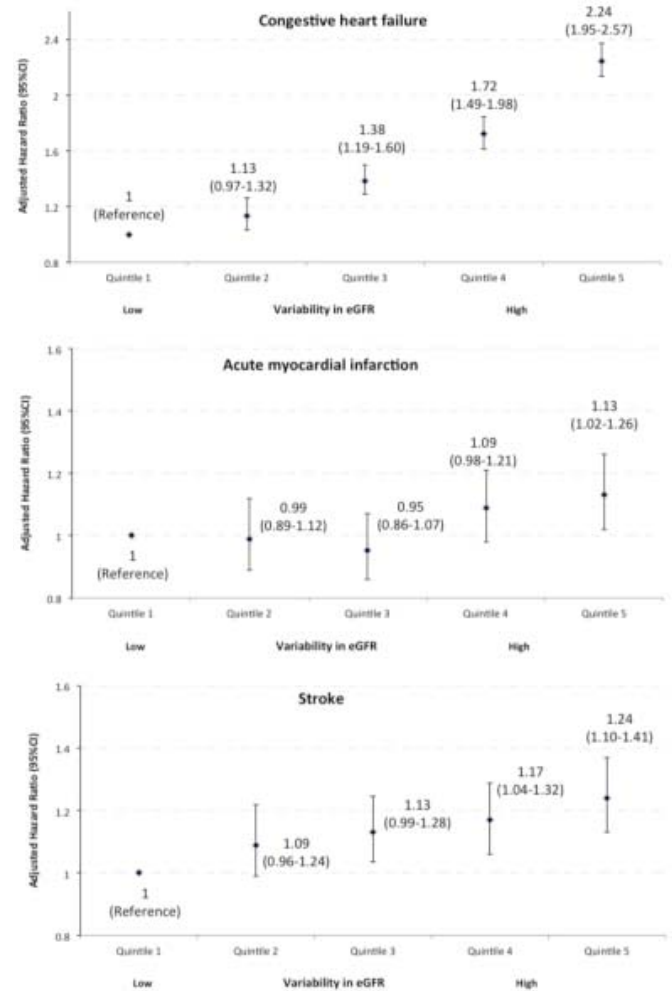 Congestive heart failure
Adjusted Hazard Ratio (95%CI)
2.4
2
1.6
1.2
0.8
1
(Reference)
1.13
(0.97-1.32)
1.38
(1.19-1.60)
1.72
(1.49-1.98)
2.24
(1.95-2.57)
Quintile 1 Quintile 2 Quintile 3 Quintile 4 Quintile 5
Low Variability in eGFR High
Acute myocardial infarction
Adjusted Hazard Ratio (95%CI)
1.6
1.4
1.2
1
0.8
1
(Reference)
0.99
(0.89-1.12)
0.95
(0.86-1.07)
1.09
(0.98-1.21)
1.13
(1.02-1.26)
Quintile 1 Quintile 2 Quintile 3 Quintile 4 Quintile 5
Low Variability in eGFR High
Stroke
Adjusted Hazard Ratio (95%CI)
1.6
1.4
1.2
1
0.8
1
(Reference)
1.09
(0.96-1.24)
1.13
(0.99-1.28)
1.17
(1.04-1.32)
1.24
(1.10-1.41)
Quintile 1 Quintile 2 Quintile 3 Quintile 4 Quintile 5
Low Variability in eGFR High